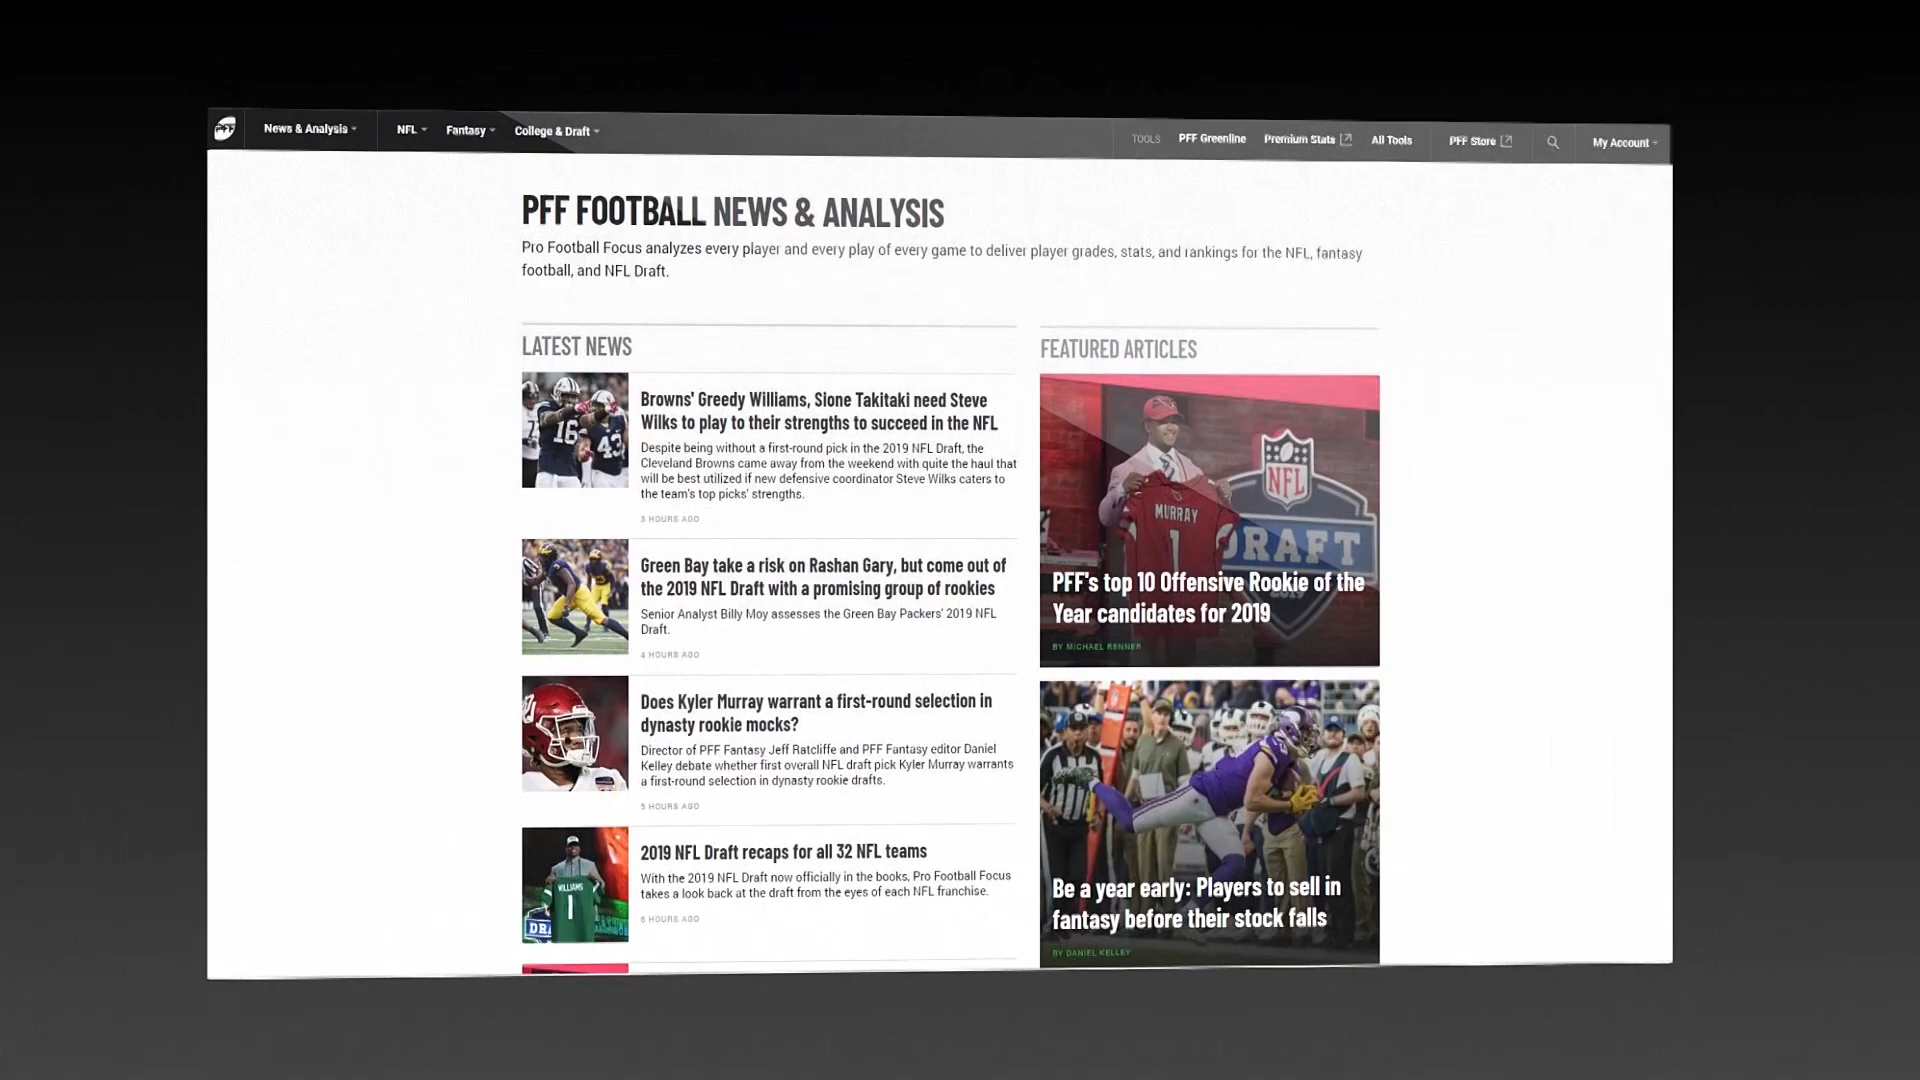 PFF
News & Analysis
NFL
Fantasy
College & Draft
TOOLS
PFF Greenline
Premium Stats
All Tools
PFF Store
My Account
PFF FOOTBALL NEWS & ANALYSIS
Pro Football Focus analyzes every player and every play of every game to deliver player grades, stats, and rankings for the NFL, fantasy
football, and NFL Draft.
LATEST NEWS
16
43
Browns' Greedy Williams, Sione Takitaki need Steve
Wilks to play to their strengths to succeed in the NFL
Despite being without a first-round pick in the 2019 NFL Draft, the
Cleveland Browns came away from the weekend with quite the haul that
will be best utilized if new defensive coordinator Steve Wilks caters to
the team's top picks' strengths.
3 HOURS AGO
Green Bay take a risk on Rashan Gary, but come out of
the 2019 NFL Draft with a promising group of rookies
Senior Analyst Billy Moy assesses the Green Bay Packers' 2019 NFL
Draft.
4 HOURS AGO
Does Kyler Murray warrant a first-round selection in
dynasty rookie mocks?
Director of PFF Fantasy Jeff Ratcliffe and PFF Fantasy editor Daniel
Kelley debate whether first overall NFL draft pick Kyler Murray warrants
a first-round selection in dynasty rookie drafts.
5 HOURS AGO
WILLIAMS
1
DRA
2019 NFL Draft recaps for all 32 NFL teams
With the 2019 NFL Draft now officially in the books, Pro Football Focus
takes a look back at the draft from the eyes of each NFL franchise.
6 HOURS AGO
FEATURED ARTICLES
NFL
MURRAY
1
DRAFT
2019
PFF's top 10 Offensive Rookie of the
Year candidates for 2019
BY MICHAEL RENNER
Be a year early: Players to sell in
fantasy before their stock falls
BY DANIEL KELLEY